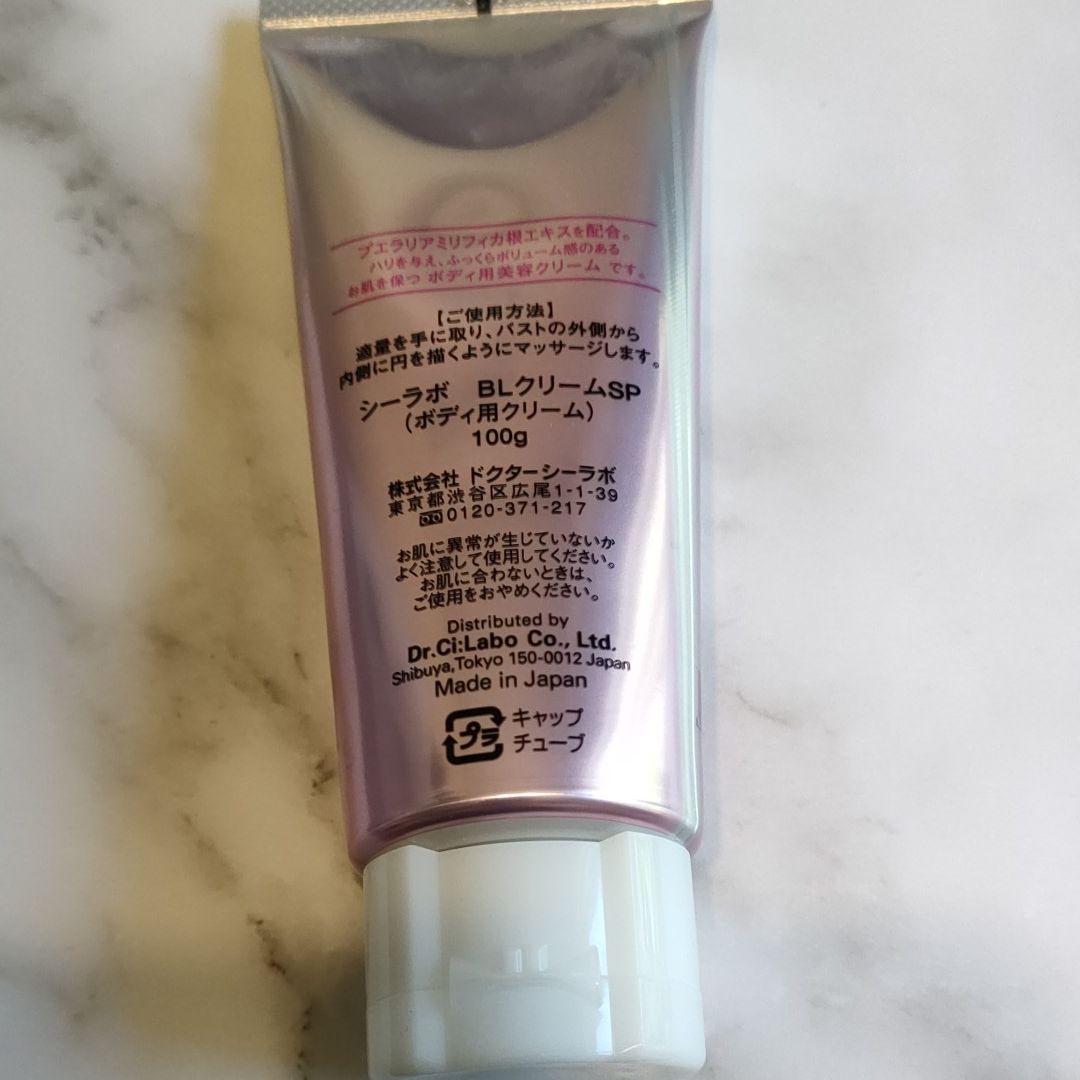 プエラリアミリフィカ根エキスを配合。
ハリを与え、ふっくらボリューム感のある
お肌を保つ ボディ用美容クリーム です。
【ご使用方法】
適量を手に取り、バストの外側から
内側に円を描くようにマッサージします。
シーラボ BLクリームSP
(ボディ用クリーム)
100g
株式会社 ドクターシーラボ
東京都渋谷区広尾1-1-39
0120-371-217
お肌に異常が生じていないか
よく注意して使用してください。
お肌に合わないときは、
ご使用をおやめください。
Distributed by
Dr.Ci:Labo Co., Ltd.
Shibuya,Tokyo 150-0012 Japan
Made in Japan
プラ キャップ
チューブ